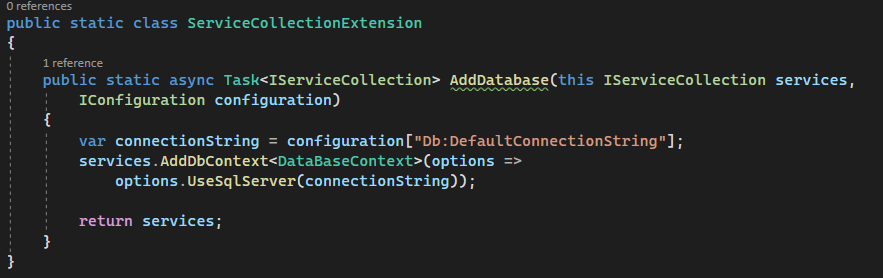 0 references
public static class ServiceCollectionExtension
{
1 reference
public static async Task<IServiceCollection> AddDatabase(this IServiceCollection services,
IConfiguration configuration)
{
var connectionString = configuration["Db:DefaultConnectionString"];
services.AddDbContext<DataBaseContext>(options =>
options.UseSqlServer(connectionString));
return services;
}
}